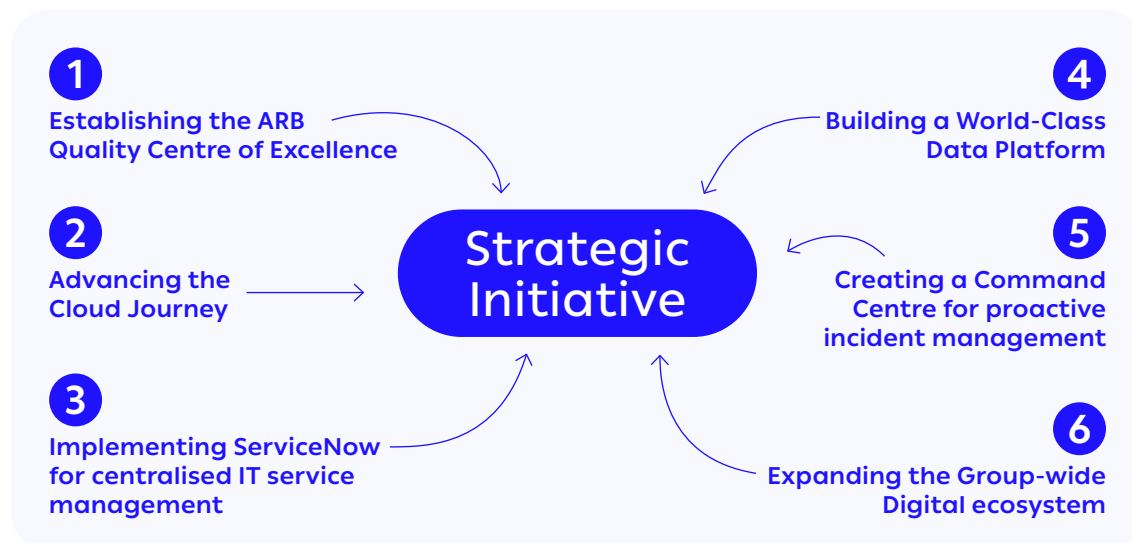 1
Establishing the ARB
Quality Centre of Excellence
2
Advancing the
Cloud Journey
3
Implementing ServiceNow
for centralised IT service
management
Strategic
Initiative
4
Building a World-Class
Data Platform
5
Creating a Command
Centre for proactive
incident management
6
Expanding the Group-wide
Digital ecosystem